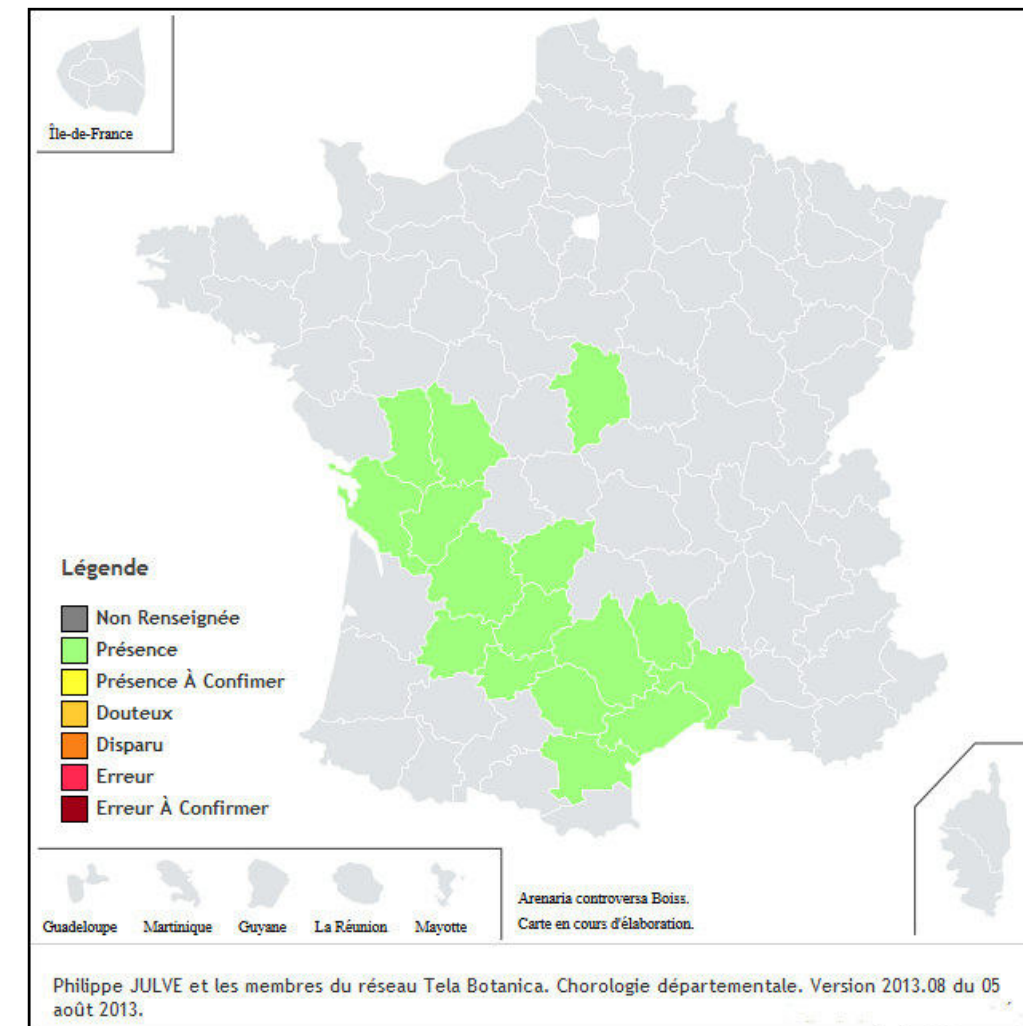 Île-de-France
Légende
Non Renseignée
Présence
Présence À Confimer
Douteux
Disparu
Erreur
Erreur À Confirmer
Guadeloupe Martinique Guyane La Réunion Mayotte
Arenaria controversa Boiss.
Carte en cours d'élaboration.
Philippe JULVE et les membres du réseau Tela Botanica. Chorologie départementale. Version 2013.08 du 05
août 2013.